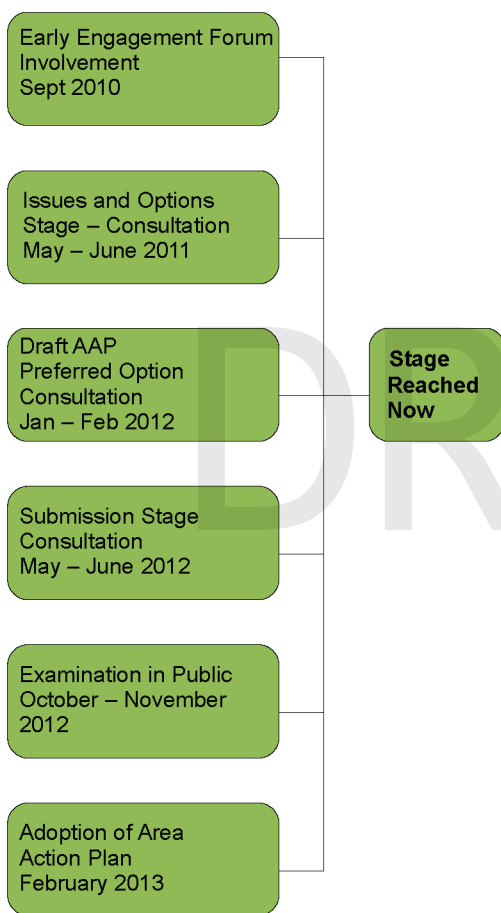 Early Engagement Forum
Involvement
Sept 2010
Issues and Options
Stage – Consultation
May – June 2011
Draft AAP
Preferred Option
Consultation
Jan – Feb 2012
Stage
Reached
Now
Submission Stage
Consultation
May – June 2012
Examination in Public
October – November
2012
Adoption of Area
Action Plan
February 2013
DR